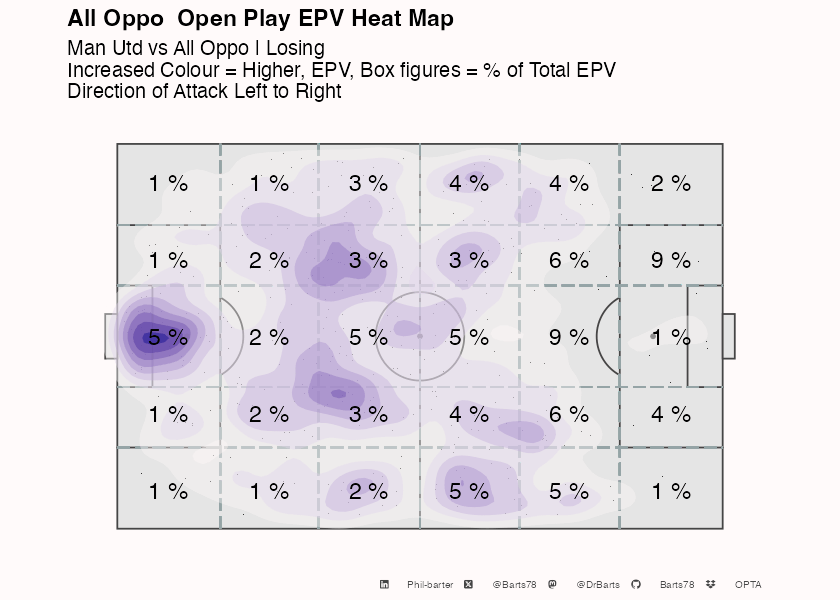 All Oppo  Open Play EPV Heat Map
Man Utd vs All Oppo | Losing
Increased Colour = Higher, EPV, Box figures = % of Total EPV
Direction of Attack Left to Right
1 % 1 % 3 % 4 % 4 % 2 %
1 % 2 % 3 % 3 % 6 % 9 %
5 % 2 % 5 % 5 % 9 % 1 %
1 % 2 % 3 % 4 % 6 % 4 %
1 % 1 % 2 % 5 % 5 % 1 %
Phil-barter @Barts78 @DrBarts Barts78 OPTA